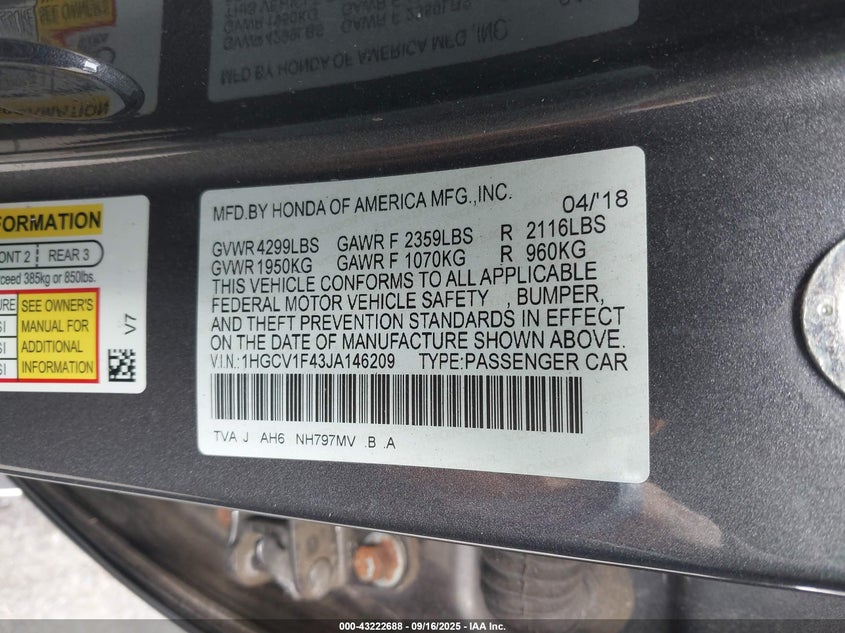 MFD.BY HONDA OF AMERICA MFG.,INC. 04/'18
GVWR 4299LBS GAWR F 2359LBS R 2116LBS
GVWR 1950KG GAWR F 1070KG R 960KG
THIS VEHICLE CONFORMS TO ALL APPLICABLE
FEDERAL MOTOR VEHICLE SAFETY , BUMPER,
AND THEFT PREVENTION STANDARDS IN EFFECT
ON THE DATE OF MANUFACTURE SHOWN ABOVE.
V.I.N.:1HGCV1F43JA146209 TYPE:PASSENGER CAR
TVA J AH6 NH797MV .B .A
REAR 3
385kg or 850lbs.
SEE OWNER'S
MANUAL FOR
ADDITIONAL
INFORMATION
V7
000-43222688 - 09/16/2025 - IAA Inc.